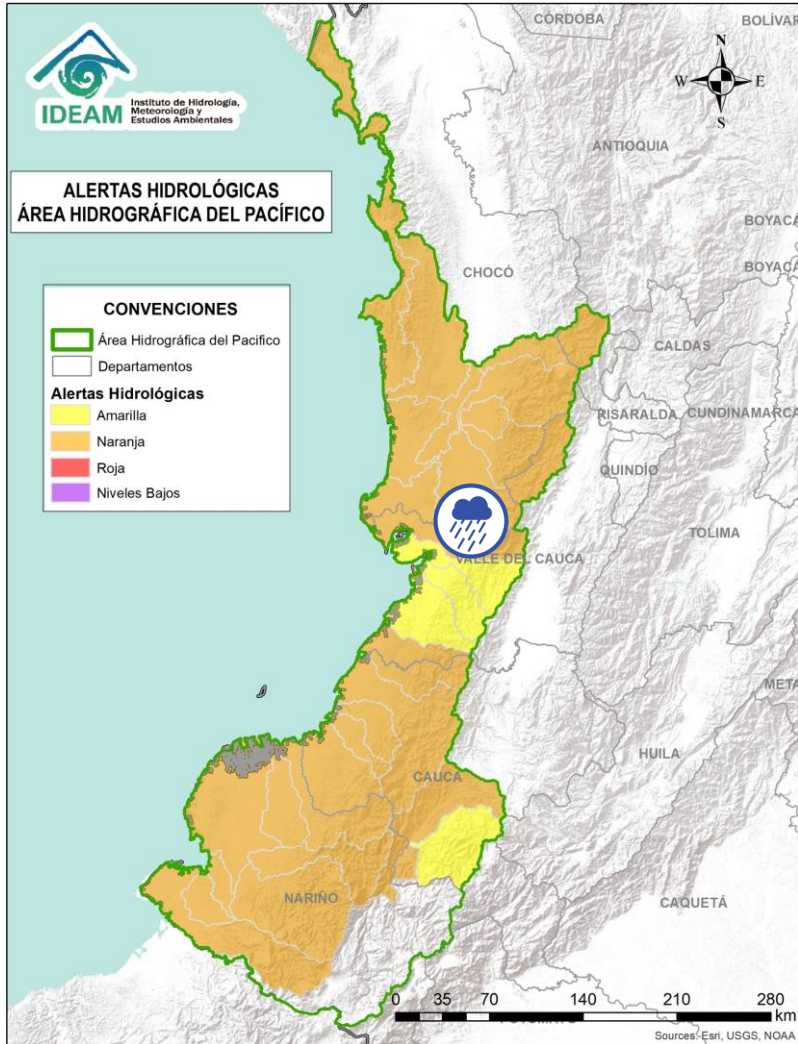 IDEAM
Instituto de Hidrología,
Meteorología y
Estudios Ambientales
ALERTAS HIDROLÓGICAS
ÁREA HIDROGRÁFICA DEL PACÍFICO
CONVENCIONES
Área Hidrográfica del Pacifico
Departamentos
Alertas Hidrológicas
Amarilla
Naranja
Roja
Niveles Bajos
CÓRDOBA
BOLÍVAR
N
W E
S
ANTIOQUIA
BOYACÁ
CHOCÓ
BOYACÁ
CALDAS
RISARALDA
CUNDINAMARCA
QUINDÍO
TOLIMA
VALLE DEL CAUCA
META
HUILA
CAUCA
NARIÑO
CAQUETÁ
0 35 70 140 210 280
km
Sources: Esri, USGS, NOAA